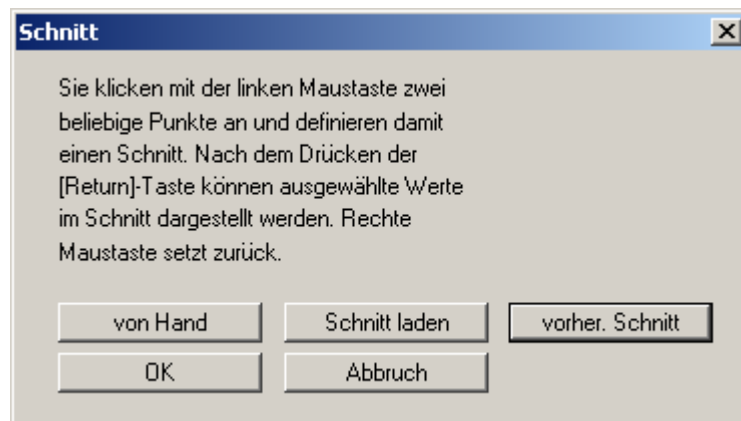 Schnitt
Sie klicken mit der linken Maustaste zwei
beliebige Punkte an und definieren damit
einen Schnitt. Nach dem Drücken der
[Return]-Taste können ausgewählte Werte
im Schnitt dargestellt werden. Rechte
Maustaste setzt zurück.
von Hand Schnitt laden vorher. Schnitt
OK Abbruch